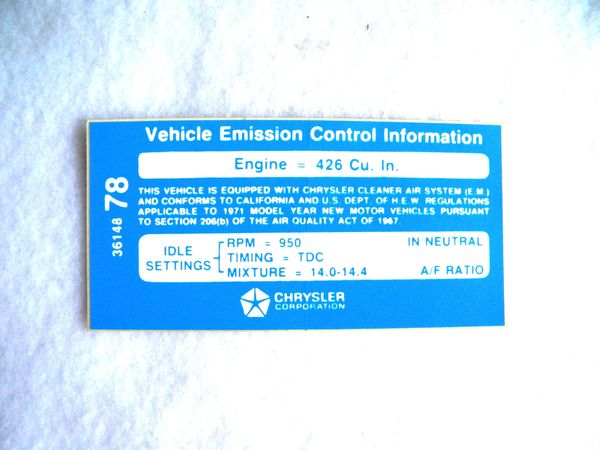 Vehicle Emission Control Information
Engine = 426 Cu. In.
3614878
THIS VEHICLE IS EQUIPPED WITH CHRYSLER CLEANER AIR SYSTEM (E.M.)
AND CONFORMS TO CALIFORNIA AND U.S. DEPT. OF H.E.W. REGULATIONS
APPLICABLE TO 1971 MODEL YEAR NEW MOTOR VEHICLES PURSUANT
TO SECTION 206(b) OF THE AIR QUALITY ACT OF 1967.
IDLE
SETTINGS
RPM = 950 IN NEUTRAL
TIMING = TDC
MIXTURE = 14.0-14.4 A/F RATIO
CHRYSLER
CORPORATION